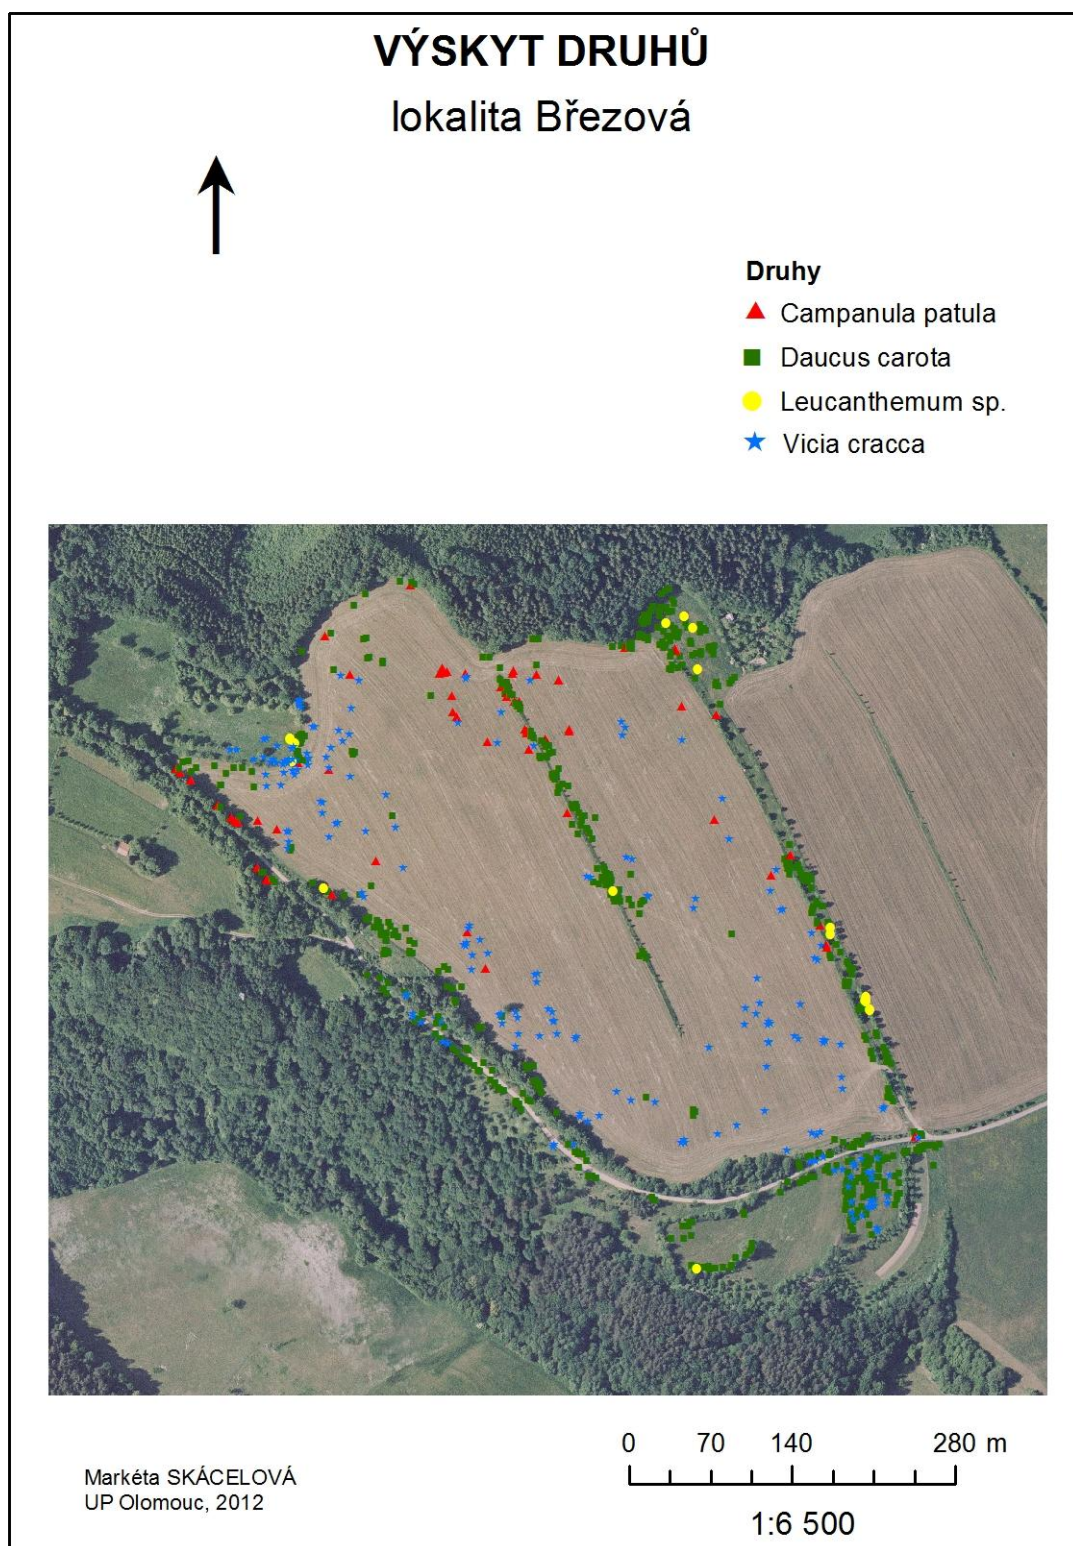 VÝSKYT DRUHŮ
lokalita Březová
Druhy
Campanula patula
Daucus carota
Leucanthemum sp.
Vicia cracca
0 70 140 280 m
1:6 500
Markéta SKÁCELOVÁ
UP Olomouc, 2012